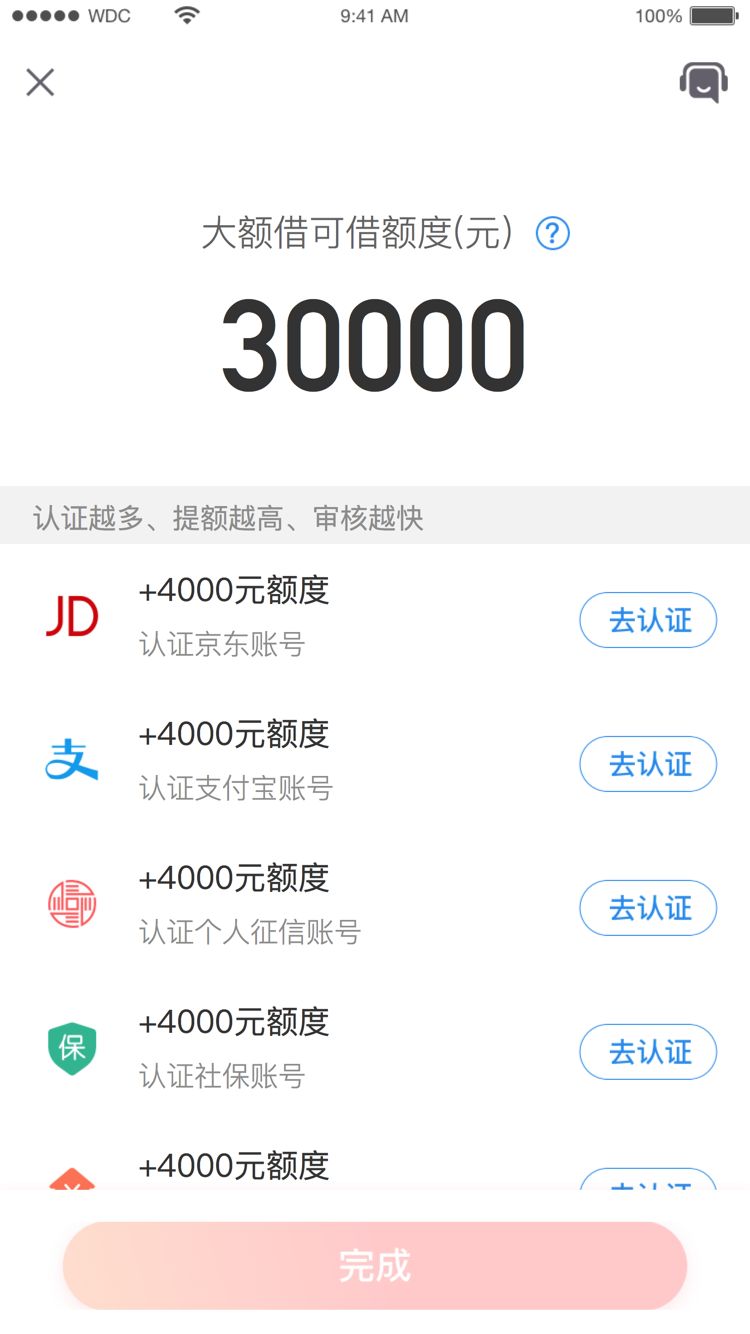 WDC 9:41 AM 100%
大额借可借额度(元) ?
30000
认证越多、提额越高、审核越快
JD
+4000元额度
认证京东账号
去认证
支
+4000元额度
认证支付宝账号
去认证
+4000元额度
认证个人征信账号
去认证
保
+4000元额度
认证社保账号
去认证
+4000元额度
去认证
完成